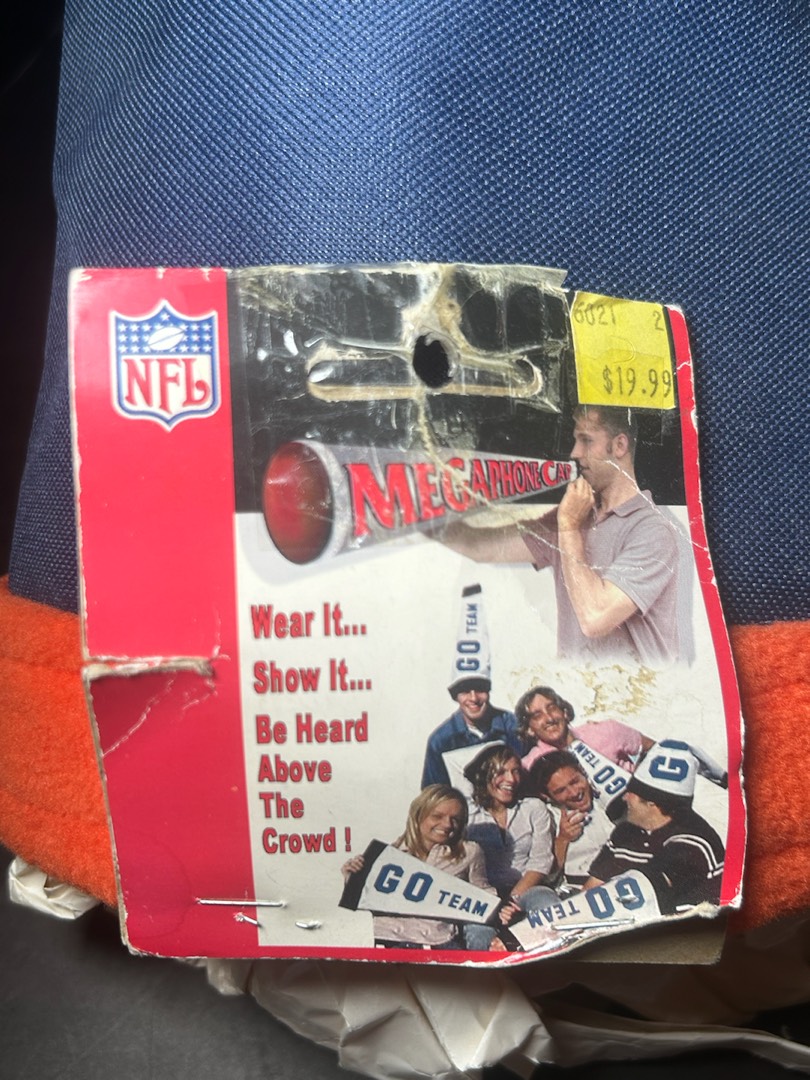 6021 2
$19.99
NFL
MEGAPHONE CAP
Wear It...
Show It...
Be Heard
Above
The
Crowd !
GO TEAM
GO TEAM
G
GO TEAM
GO TEAM